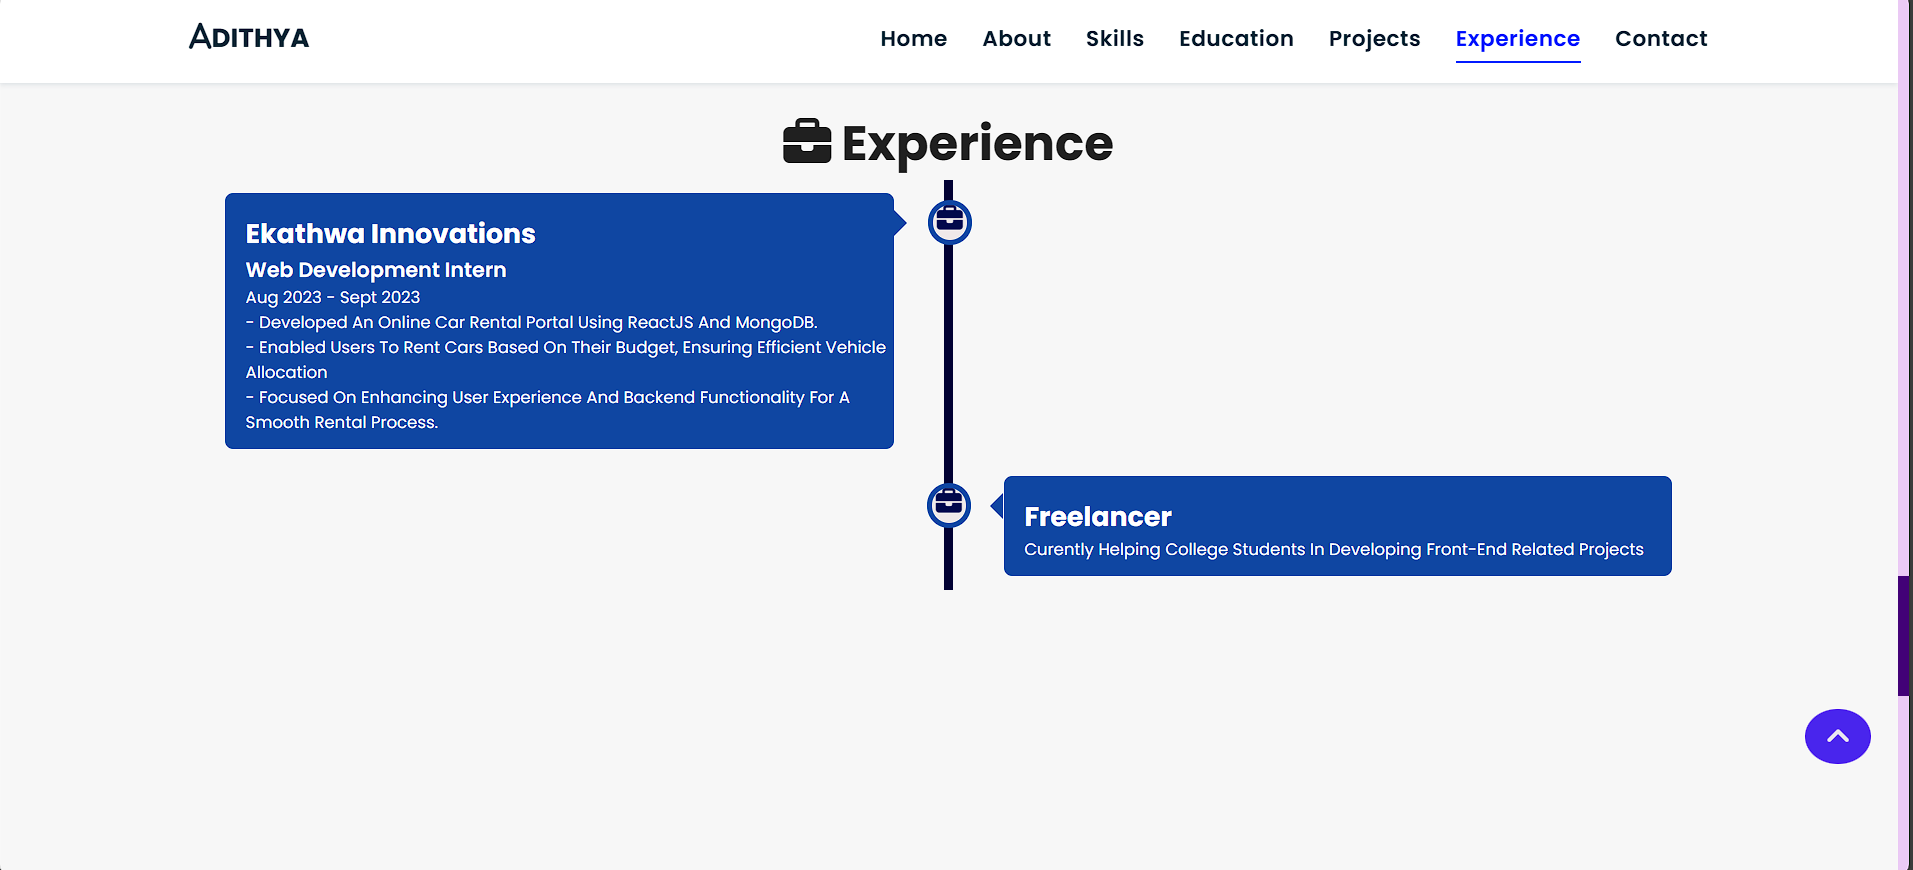 ADITHYA
Home About Skills Education Projects Experience Contact
Experience
Ekathwa Innovations
Web Development Intern
Aug 2023 - Sept 2023
- Developed An Online Car Rental Portal Using ReactJS And MongoDB.
- Enabled Users To Rent Cars Based On Their Budget, Ensuring Efficient Vehicle
Allocation
- Focused On Enhancing User Experience And Backend Functionality For A
Smooth Rental Process.
Freelancer
Curently Helping College Students In Developing Front-End Related Projects